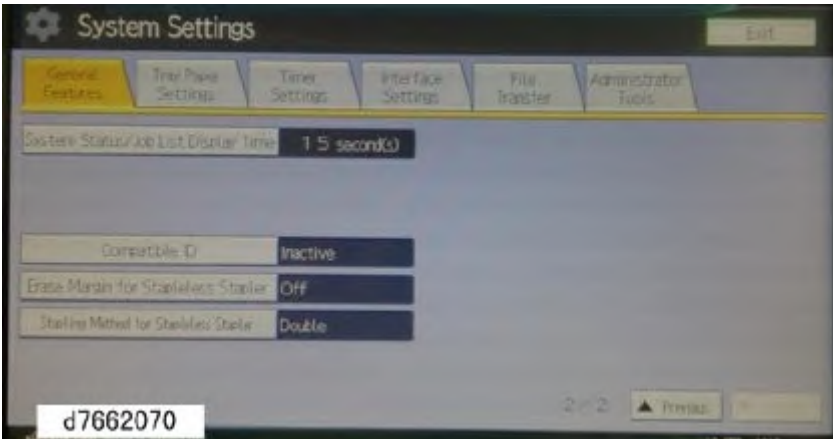 System Settings
Exit
General Features
Tray Paper Settings
Timer Settings
Interface Settings
File Transfer
Administrator Tools
System Status/Job List Display Time
15 second(s)
Compatible ID
Inactive
Erase Margin for Stapleless Stapler
Off
Stapling Method for Stapleless Stapler
Double
2/2
▲ Previous
d7662070